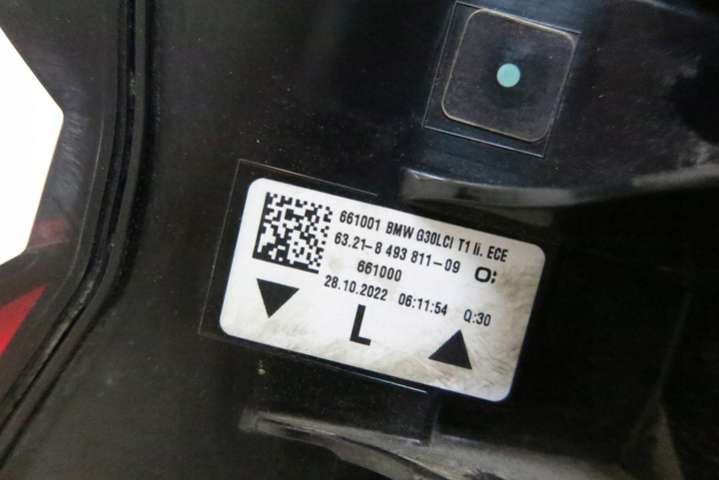 661001 BMW G30LCI T1 li. ECE
63.21-8 493 811-09 O;
661000
28.10.2022 06:11:54 Q:30
L